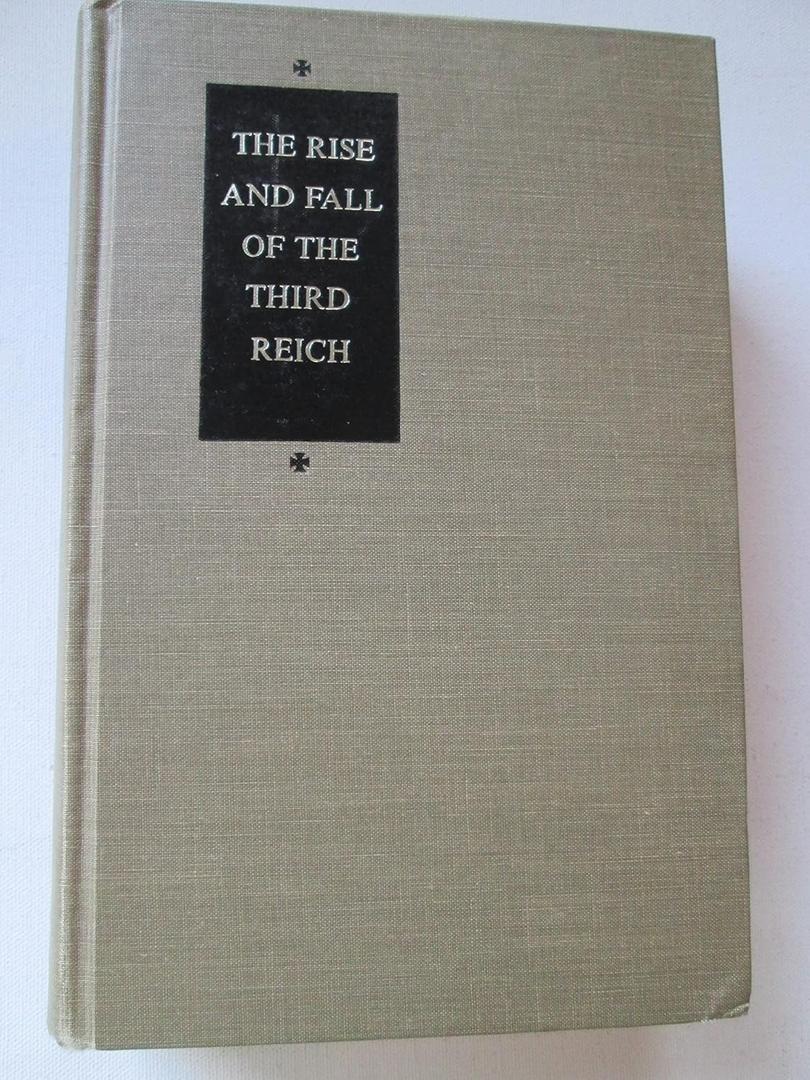 THE RISE
AND FALL
OF THE
THIRD
REICH